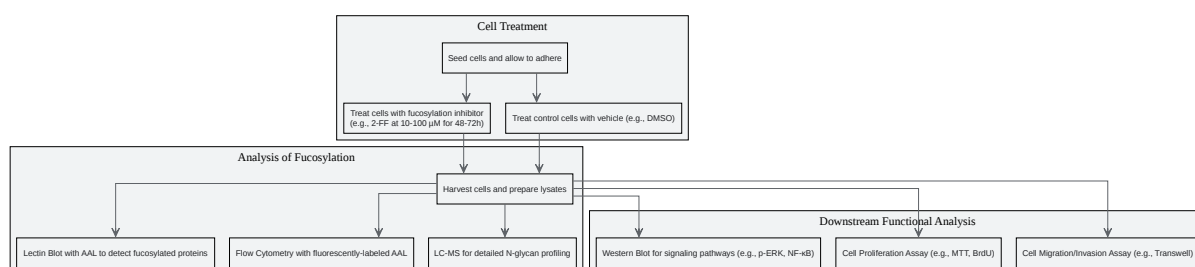 Cell Treatment
Seed cells and allow to adhere
Treat cells with fucosylation inhibitor
(e.g., 2-FF at 10-100 µM for 48-72h)
Treat control cells with vehicle (e.g., DMSO)
Analysis of Fucosylation
Harvest cells and prepare lysates
Lectin Blot with AAL to detect fucosylated proteins
Flow Cytometry with fluorescently-labeled AAL
LC-MS for detailed N-glycan profiling
Downstream Functional Analysis
Western Blot for signaling pathways (e.g., p-ERK, NF-κB)
Cell Proliferation Assay (e.g., MTT, BrdU)
Cell Migration/Invasion Assay (e.g., Transwell)